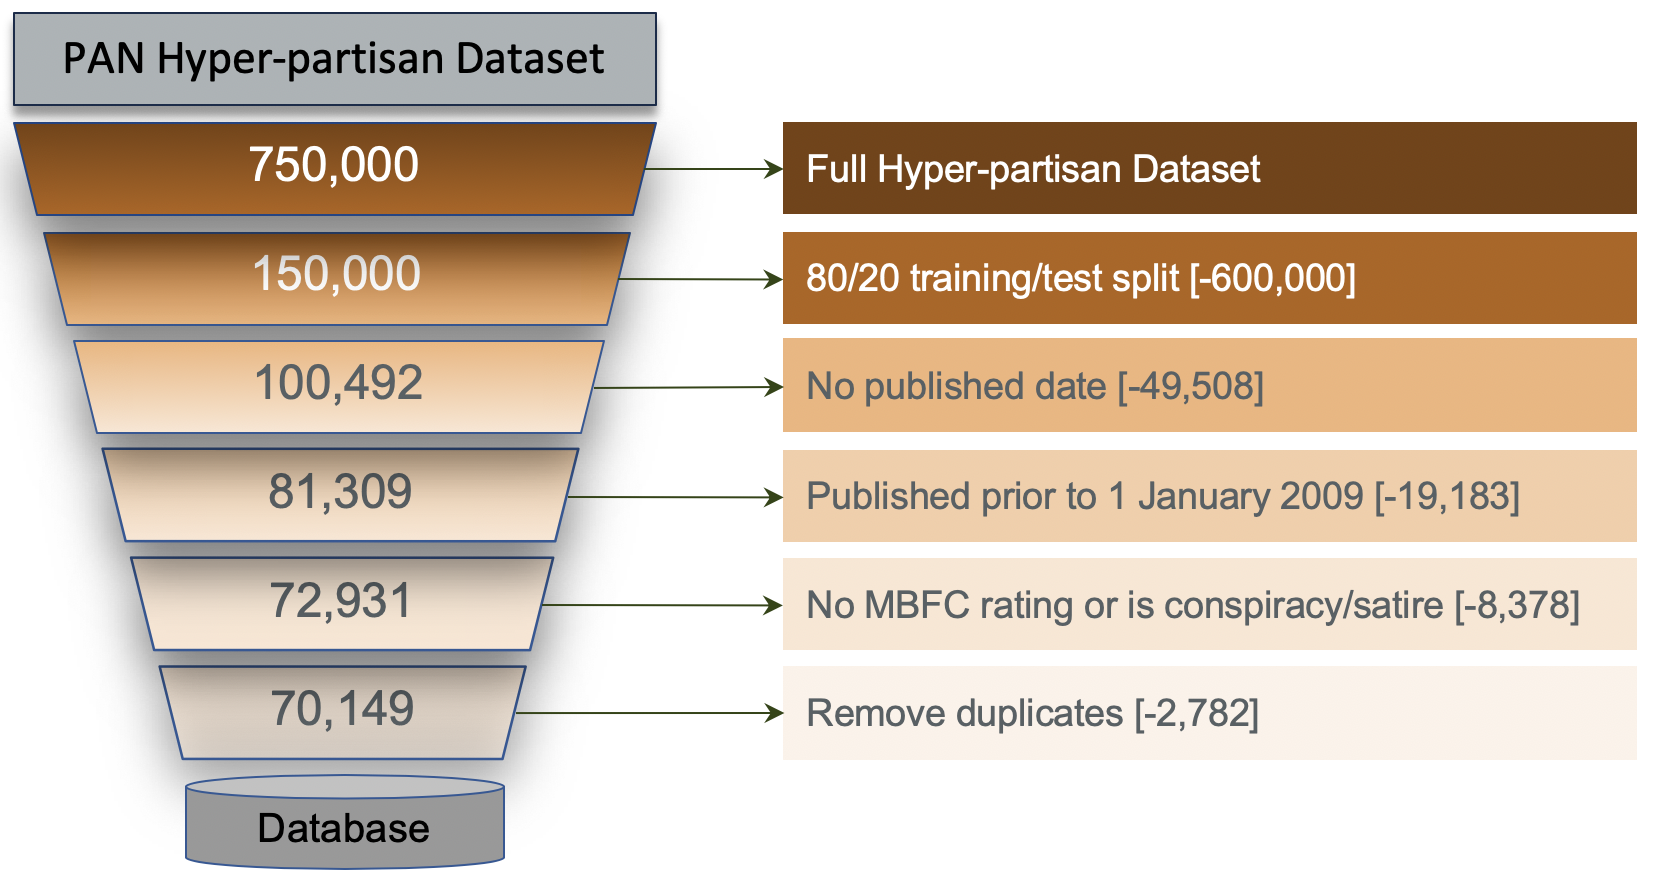 PAN Hyper-partisan Dataset
750,000
Full Hyper-partisan Dataset
150,000
80/20 training/test split [-600,000]
100,492
No published date [-49,508]
81,309
Published prior to 1 January 2009 [-19,183]
72,931
No MBFC rating or is conspiracy/satire [-8,378]
70,149
Remove duplicates [-2,782]
Database